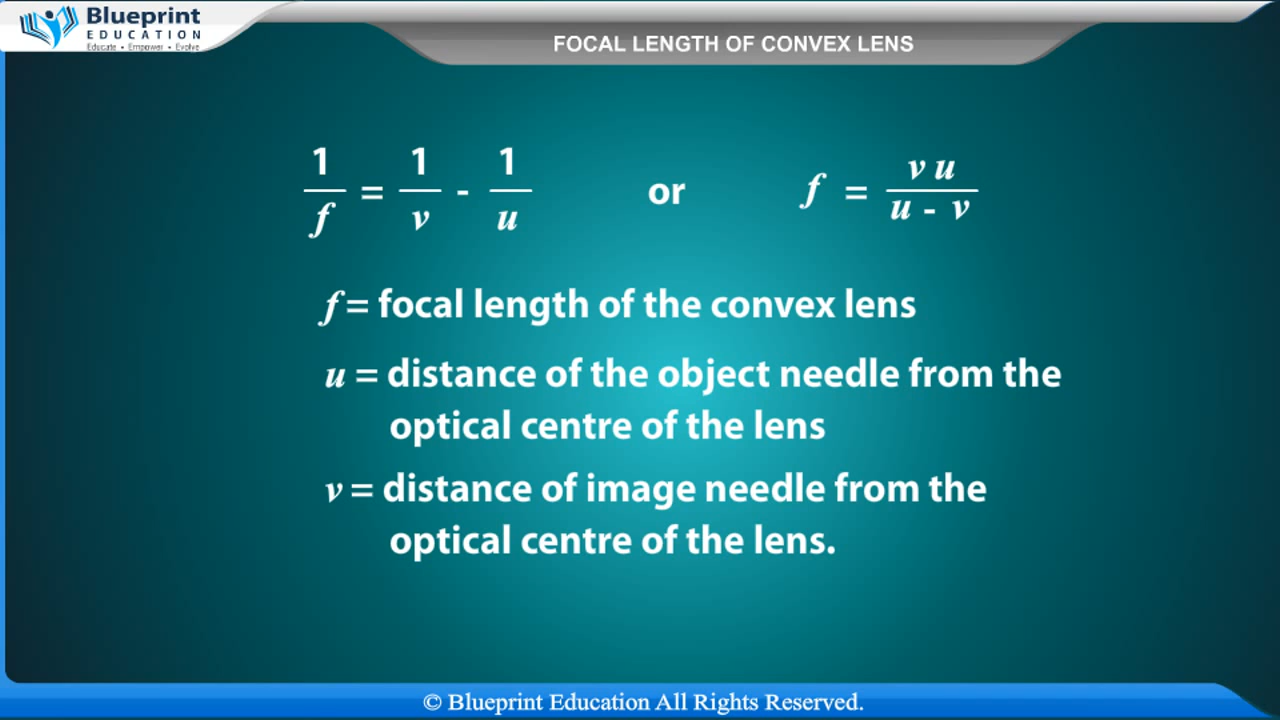 Blueprint
EDUCATION
Educate • Empower • Evolve
FOCAL LENGTH OF CONVEX LENS
1/f = 1/v - 1/u or f = v u/u - v
f = focal length of the convex lens
u = distance of the object needle from the
optical centre of the lens
v = distance of image needle from the
optical centre of the lens.
© Blueprint Education All Rights Reserved.